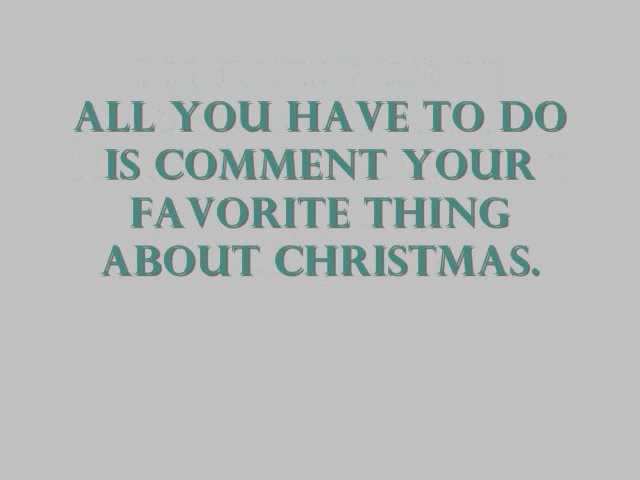 ALL YOU HAVE TO DO
IS COMMENT YOUR
FAVORITE THING
ABOUT CHRISTMAS.